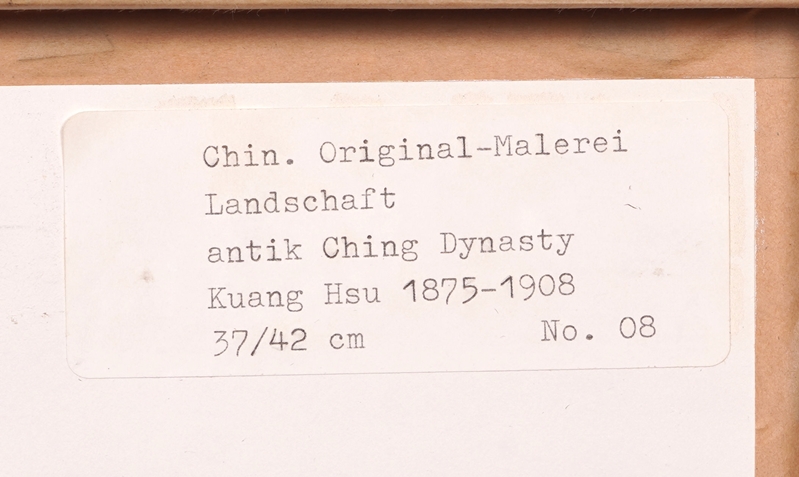 Chin. Original-Malerei
Landschaft
antik Ching Dynasty
Kuang Hsu 1875-1908
37/42 cm No. 08